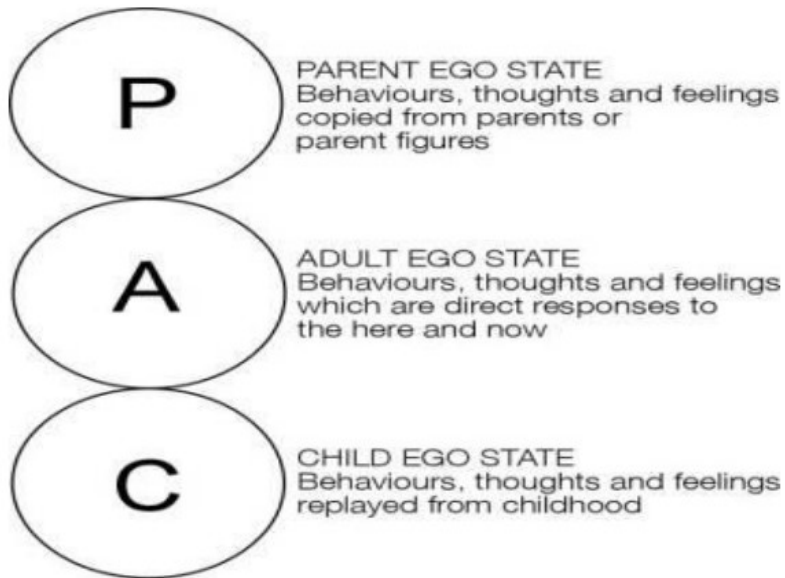 P
PARENT EGO STATE
Behaviours, thoughts and feelings
copied from parents or
parent figures
A
ADULT EGO STATE
Behaviours, thoughts and feelings
which are direct responses to
the here and now
C
CHILD EGO STATE
Behaviours, thoughts and feelings
replayed from childhood